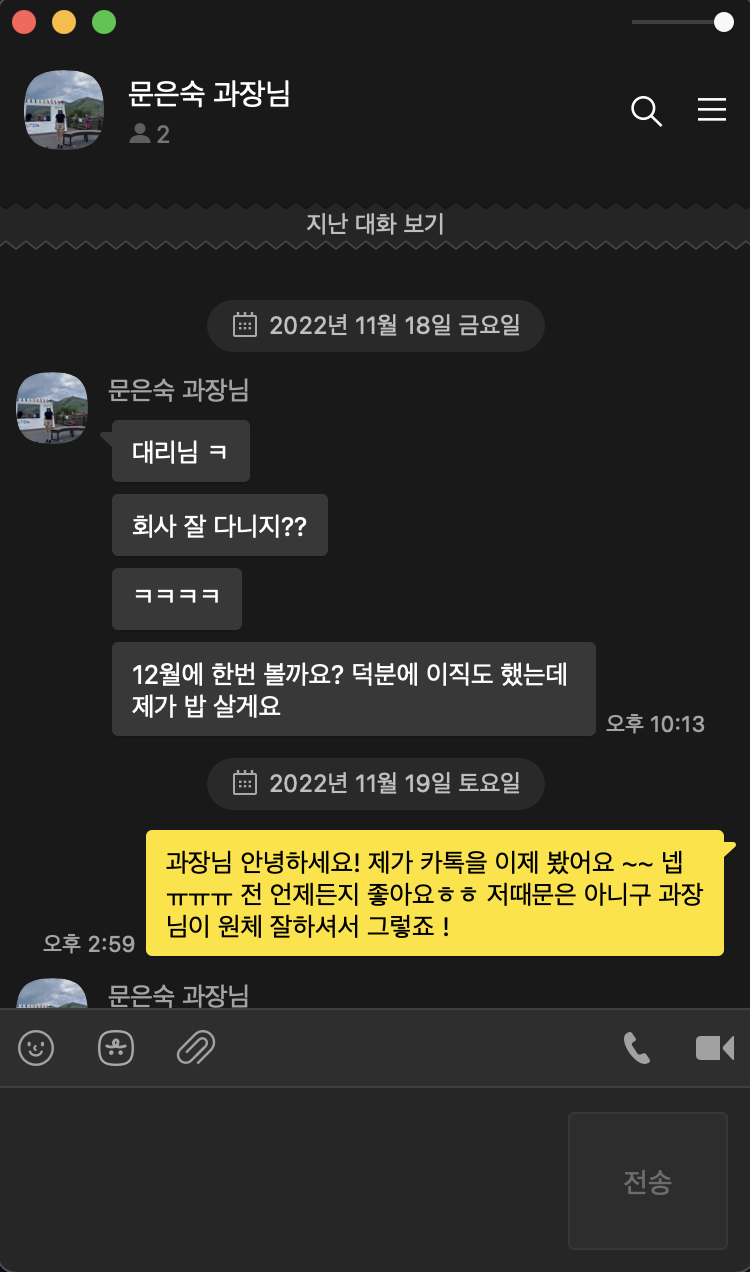 문은숙 과장님
2
지난 대화 보기
2022년 11월 18일 금요일
문은숙 과장님
대리님 ㅋ
회사 잘 다니지??
ㅋㅋㅋㅋ
12월에 한번 볼까요? 덕분에 이직도 했는데
제가 밥 살게요
오후 10:13
2022년 11월 19일 토요일
과장님 안녕하세요! 제가 카톡을 이제 봤어요 ~~ 넵
ㅠㅠㅠ 전 언제든지 좋아요ㅎㅎ 저때문은 아니구 과장
님이 원체 잘하셔서 그렇죠 !
오후 2:59
문은숙 과장님
전송